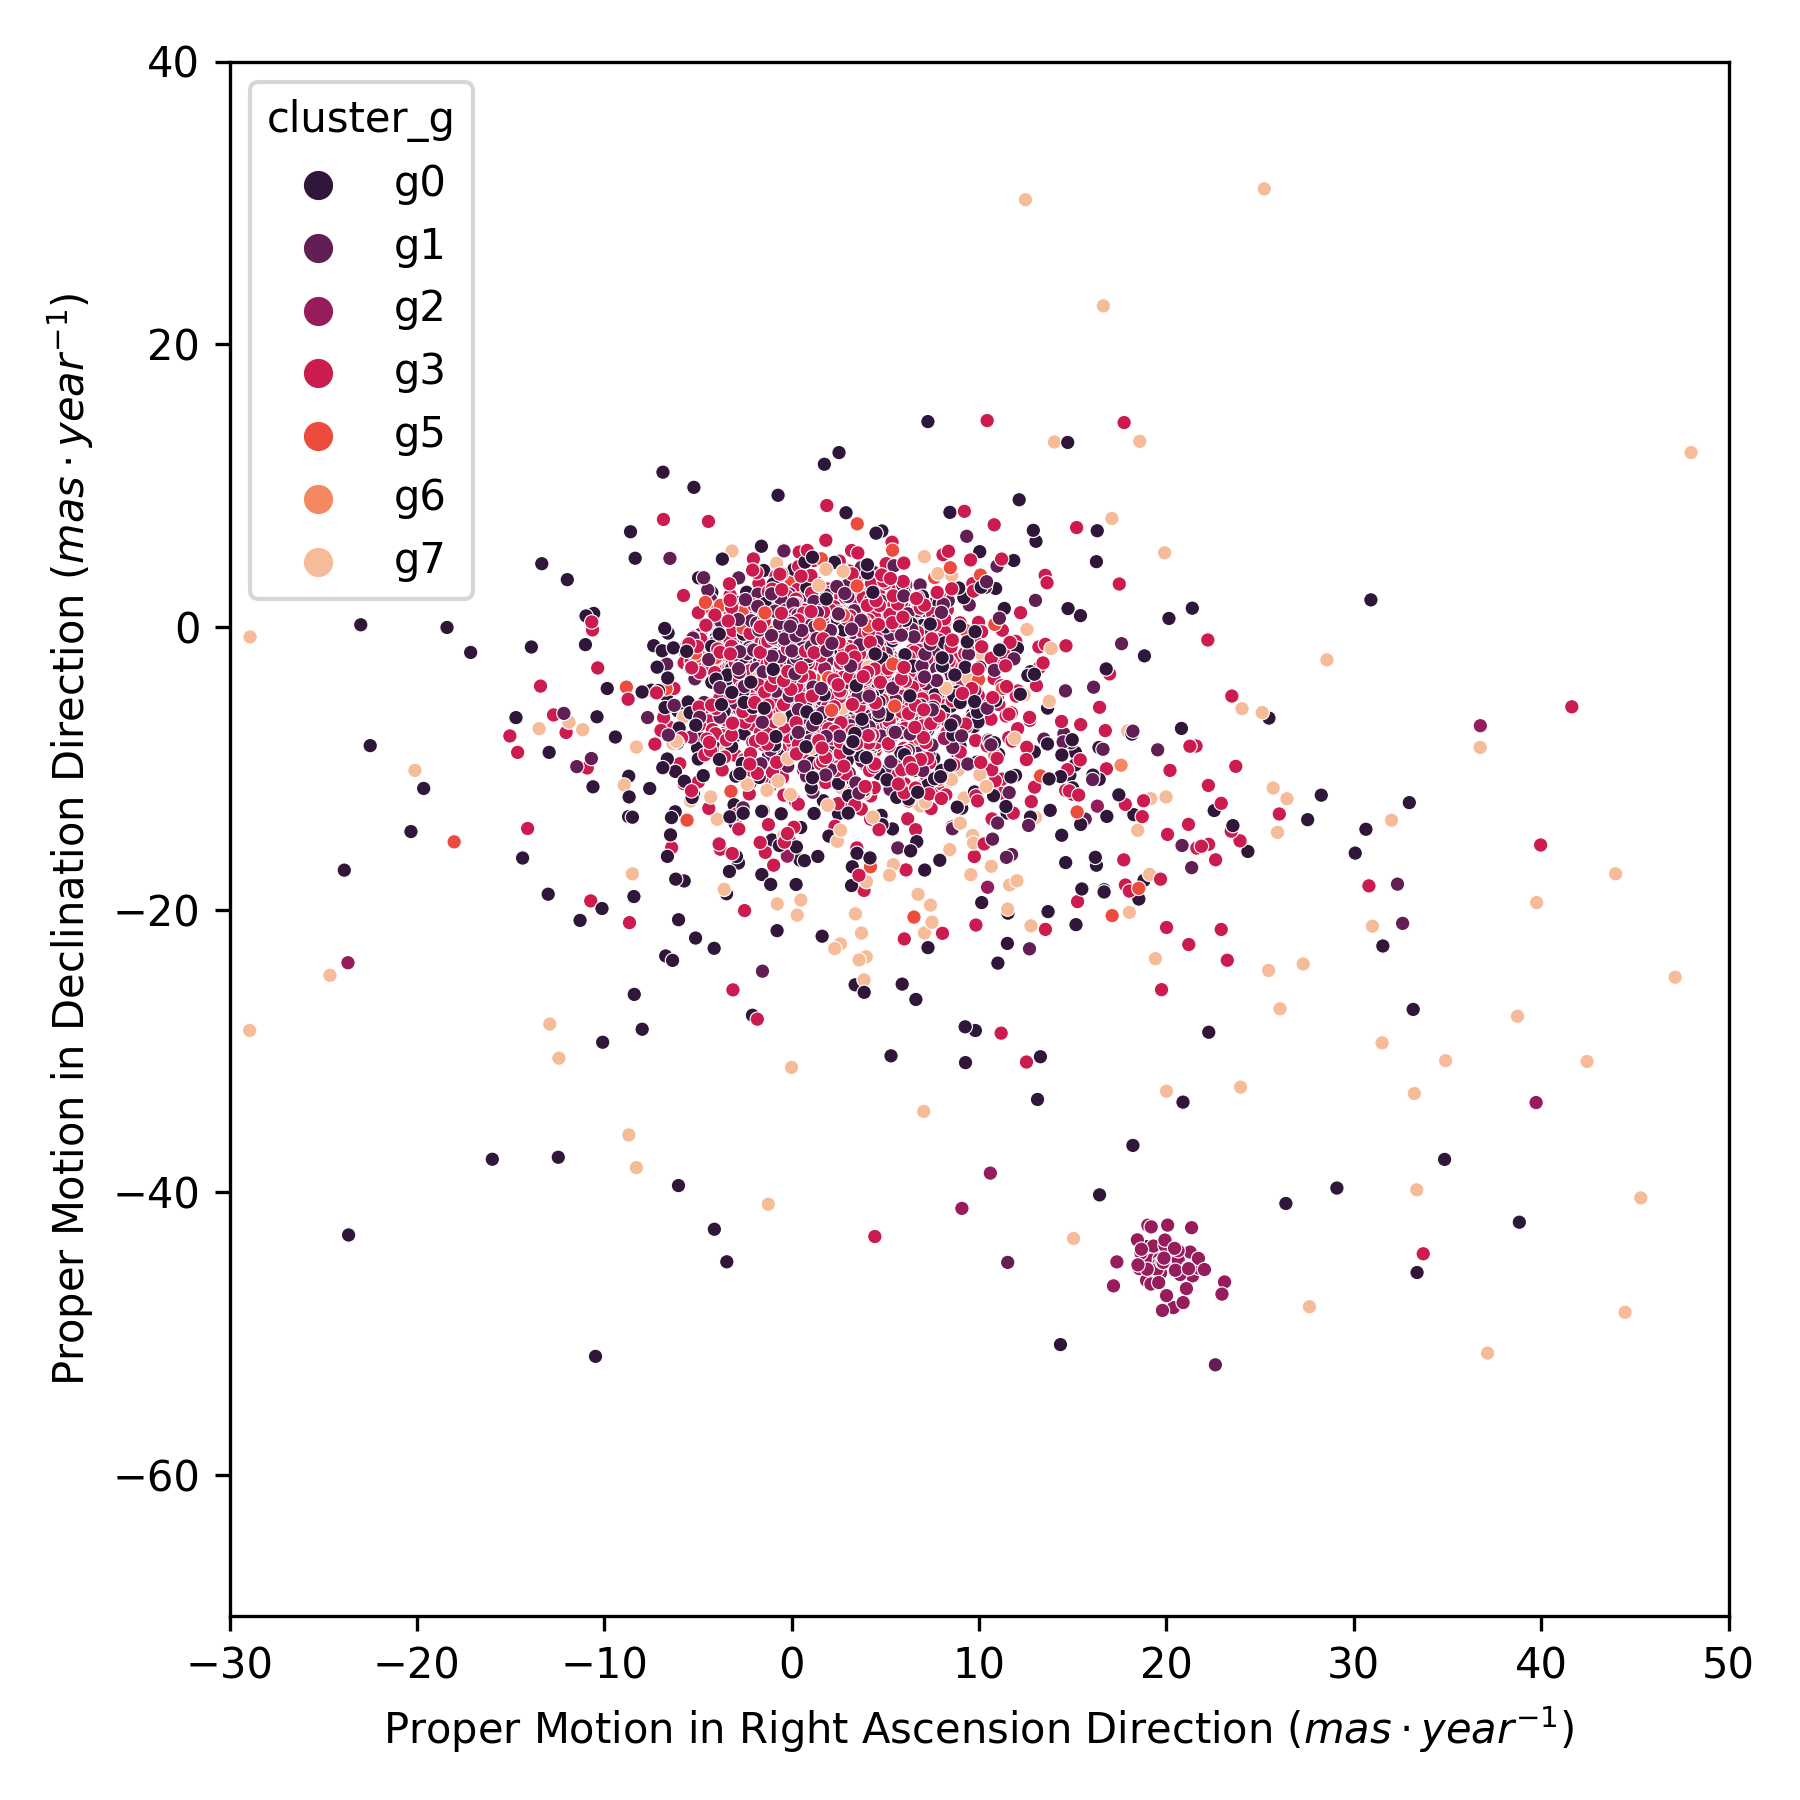 cluster_g
g0
g1
g2
g3
g5
g6
g7
40
20
0
−20
−40
−60
−30
−20
−10
0
10
20
30
40
50
Proper Motion in Declination Direction (mas · year⁻¹)
Proper Motion in Right Ascension Direction (mas · year⁻¹)